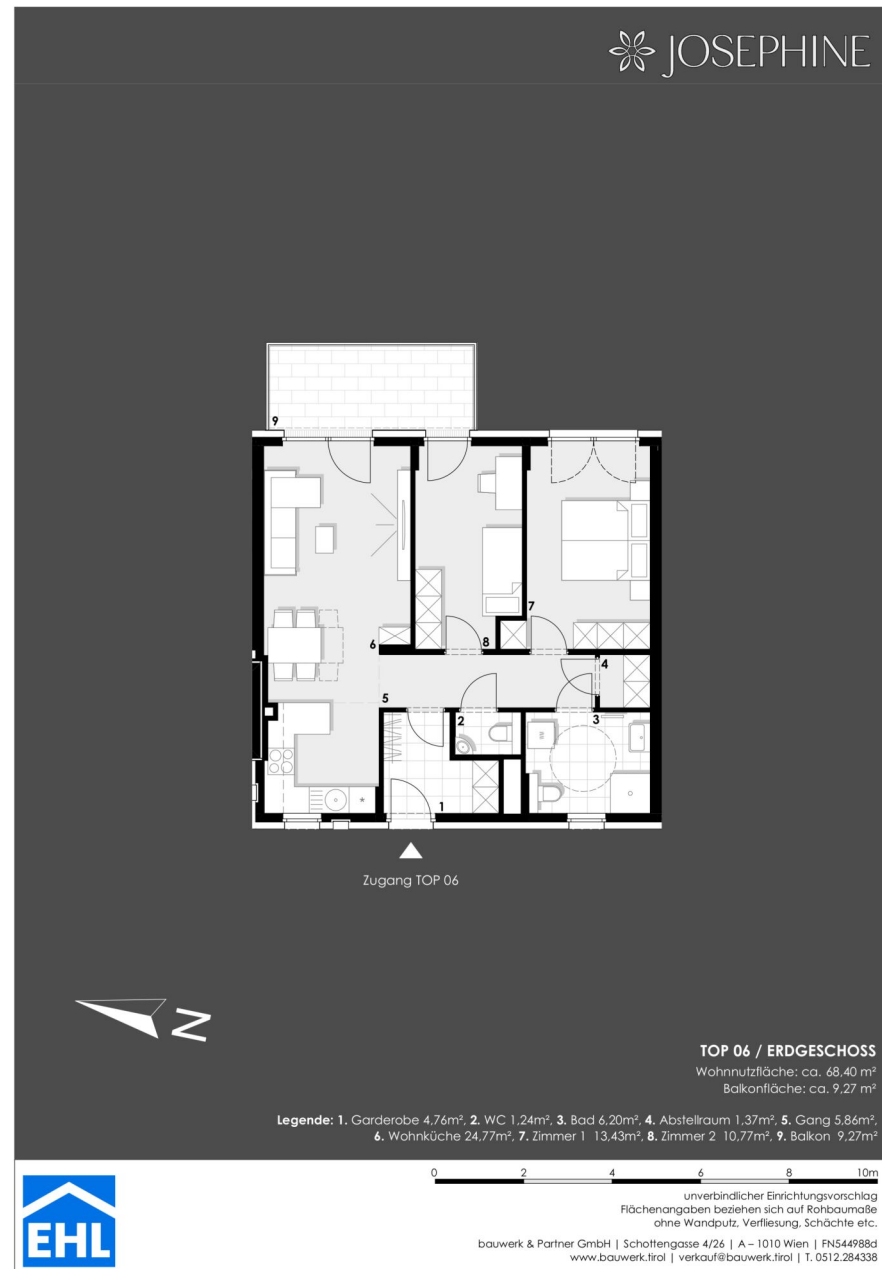 JOSEPHINE
9
7
6
8
4
5
2
3
1
Zugang TOP 06
N
TOP 06 / ERDGESCHOSS
Wohnnutzfläche: ca. 68,40 m²
Balkonfläche: ca. 9,27 m²
Legende: 1. Garderobe 4,76m², 2. WC 1,24m², 3. Bad 6,20m², 4. Abstellraum 1,37m², 5. Gang 5,86m²,
6. Wohnküche 24,77m², 7. Zimmer 1 13,43m², 8. Zimmer 2 10,77m², 9. Balkon 9,27m²
0 2 4 6 8 10m
unverbindlicher Einrichtungsvorschlag
Flächenangaben beziehen sich auf Rohbaumaße
ohne Wandputz, Verfliesung, Schächte etc.
EHL
bauwerk & Partner GmbH | Schottengasse 4/26 | A – 1010 Wien | FN544988d
www.bauwerk.tirol | verkauf@bauwerk.tirol | T. 0512.284338